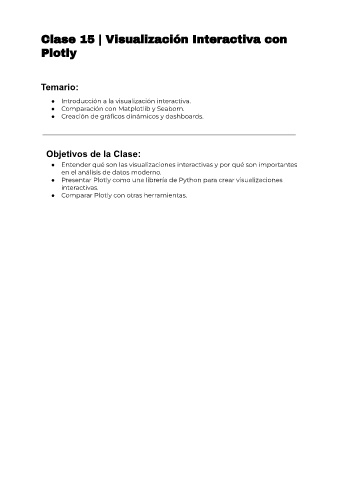 Clase 15 | Visualización Interactiva con
Plotly
Temario:
● Introducción a la visualización interactiva.
● Comparación con Matplotlib y Seaborn.
● Creación de gráficos dinámicos y dashboards.
Objetivos de la Clase:
● Entender qué son las visualizaciones interactivas y por qué son importantes
en el análisis de datos moderno.
● Presentar Plotly como una librería de Python para crear visualizaciones
interactivas.
● Comparar Plotly con otras herramientas.